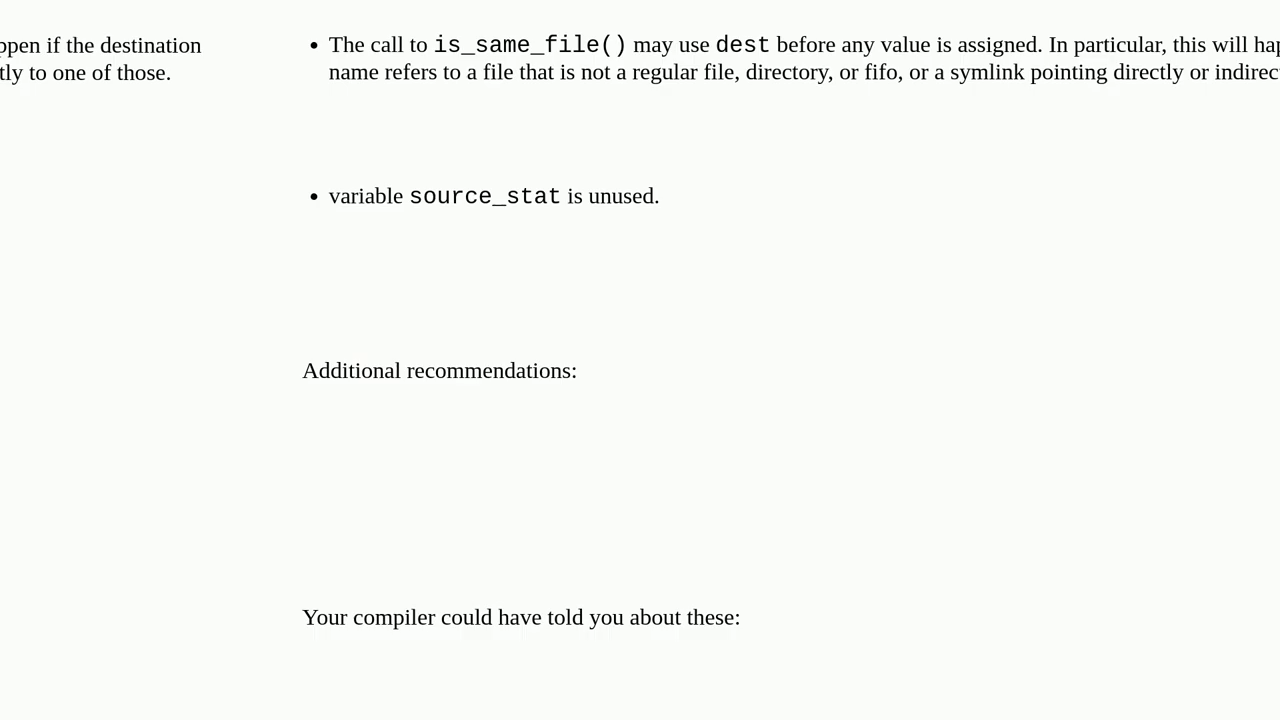 ppen if the destination
tly to one of those.
• The call to is_same_file() may use dest before any value is assigned. In particular, this will hap
name refers to a file that is not a regular file, directory, or fifo, or a symlink pointing directly or indirec
• variable source_stat is unused.
Additional recommendations:
Your compiler could have told you about these: